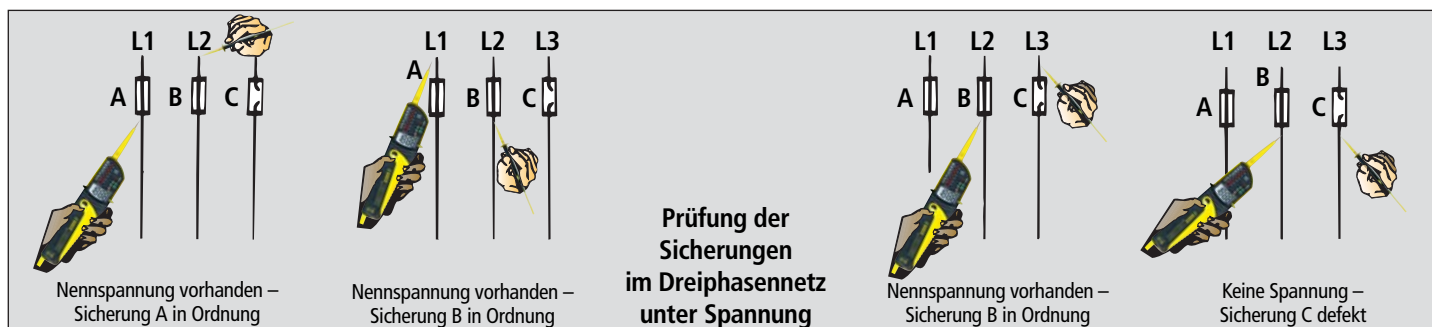 L1 L2
A B C
Nennspannung vorhanden –
Sicherung A in Ordnung
L1 L2 L3
A B C
Nennspannung vorhanden –
Sicherung B in Ordnung
Prüfung der
Sicherungen
im Dreiphasennetz
unter Spannung
L1 L2 L3
A B C
Nennspannung vorhanden –
Sicherung B in Ordnung
L1 L2 L3
A B C
Keine Spannung –
Sicherung C defekt